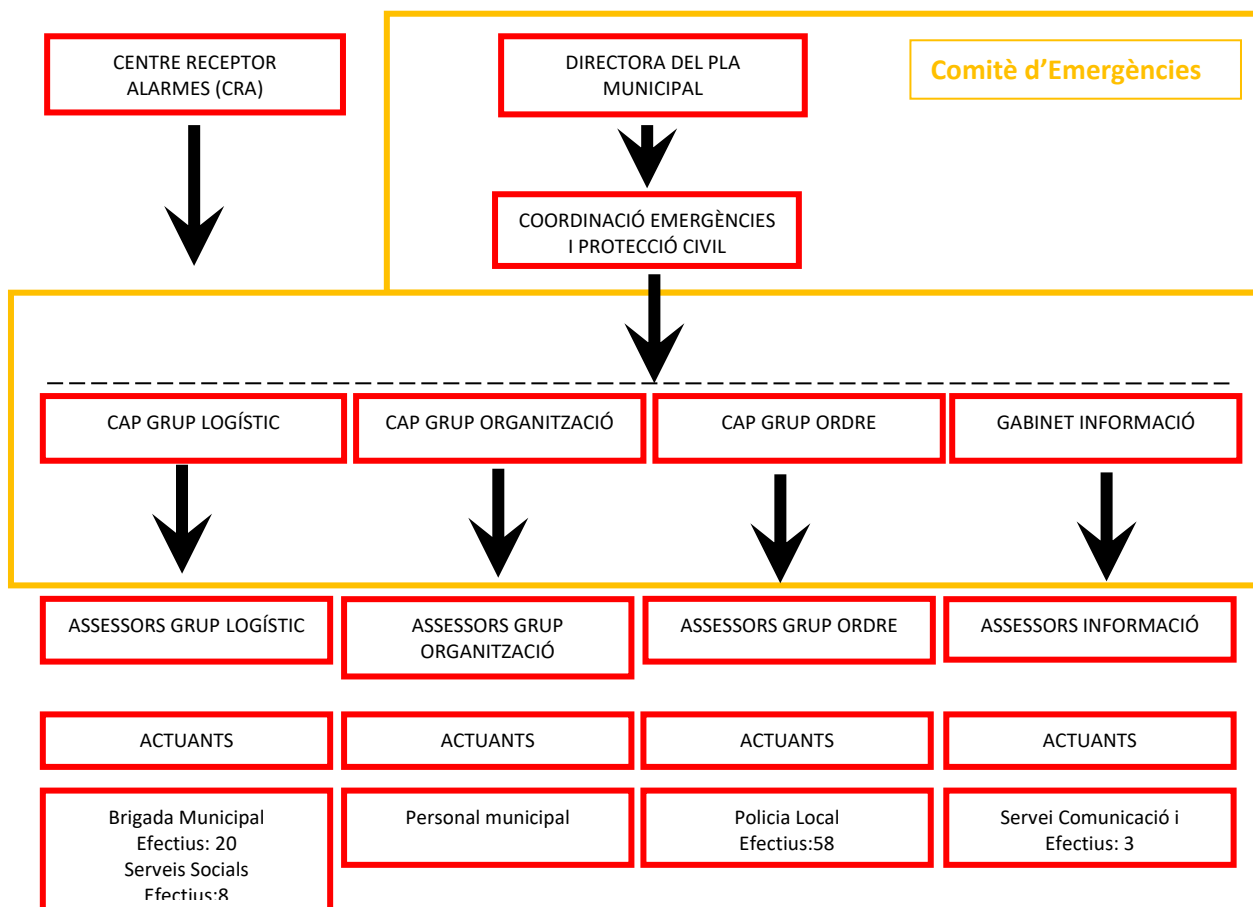 CENTRE RECEPTOR
ALARMES (CRA)
DIRECTORA DEL PLA
MUNICIPAL
Comitè d’Emergències
COORDINACIÓ EMERGÈNCIES
I PROTECCIÓ CIVIL
CAP GRUP LOGÍSTIC
CAP GRUP ORGANITZACIÓ
CAP GRUP ORDRE
GABINET INFORMACIÓ
ASSESSORS GRUP LOGÍSTIC
ASSESSORS GRUP
ORGANITZACIÓ
ASSESSORS GRUP ORDRE
ASSESSORS INFORMACIÓ
ACTUANTS
ACTUANTS
ACTUANTS
ACTUANTS
Brigada Municipal
Efectius: 20
Serveis Socials
Efectius:8
Personal municipal
Policia Local
Efectius:58
Servei Comunicació i
Efectius: 3